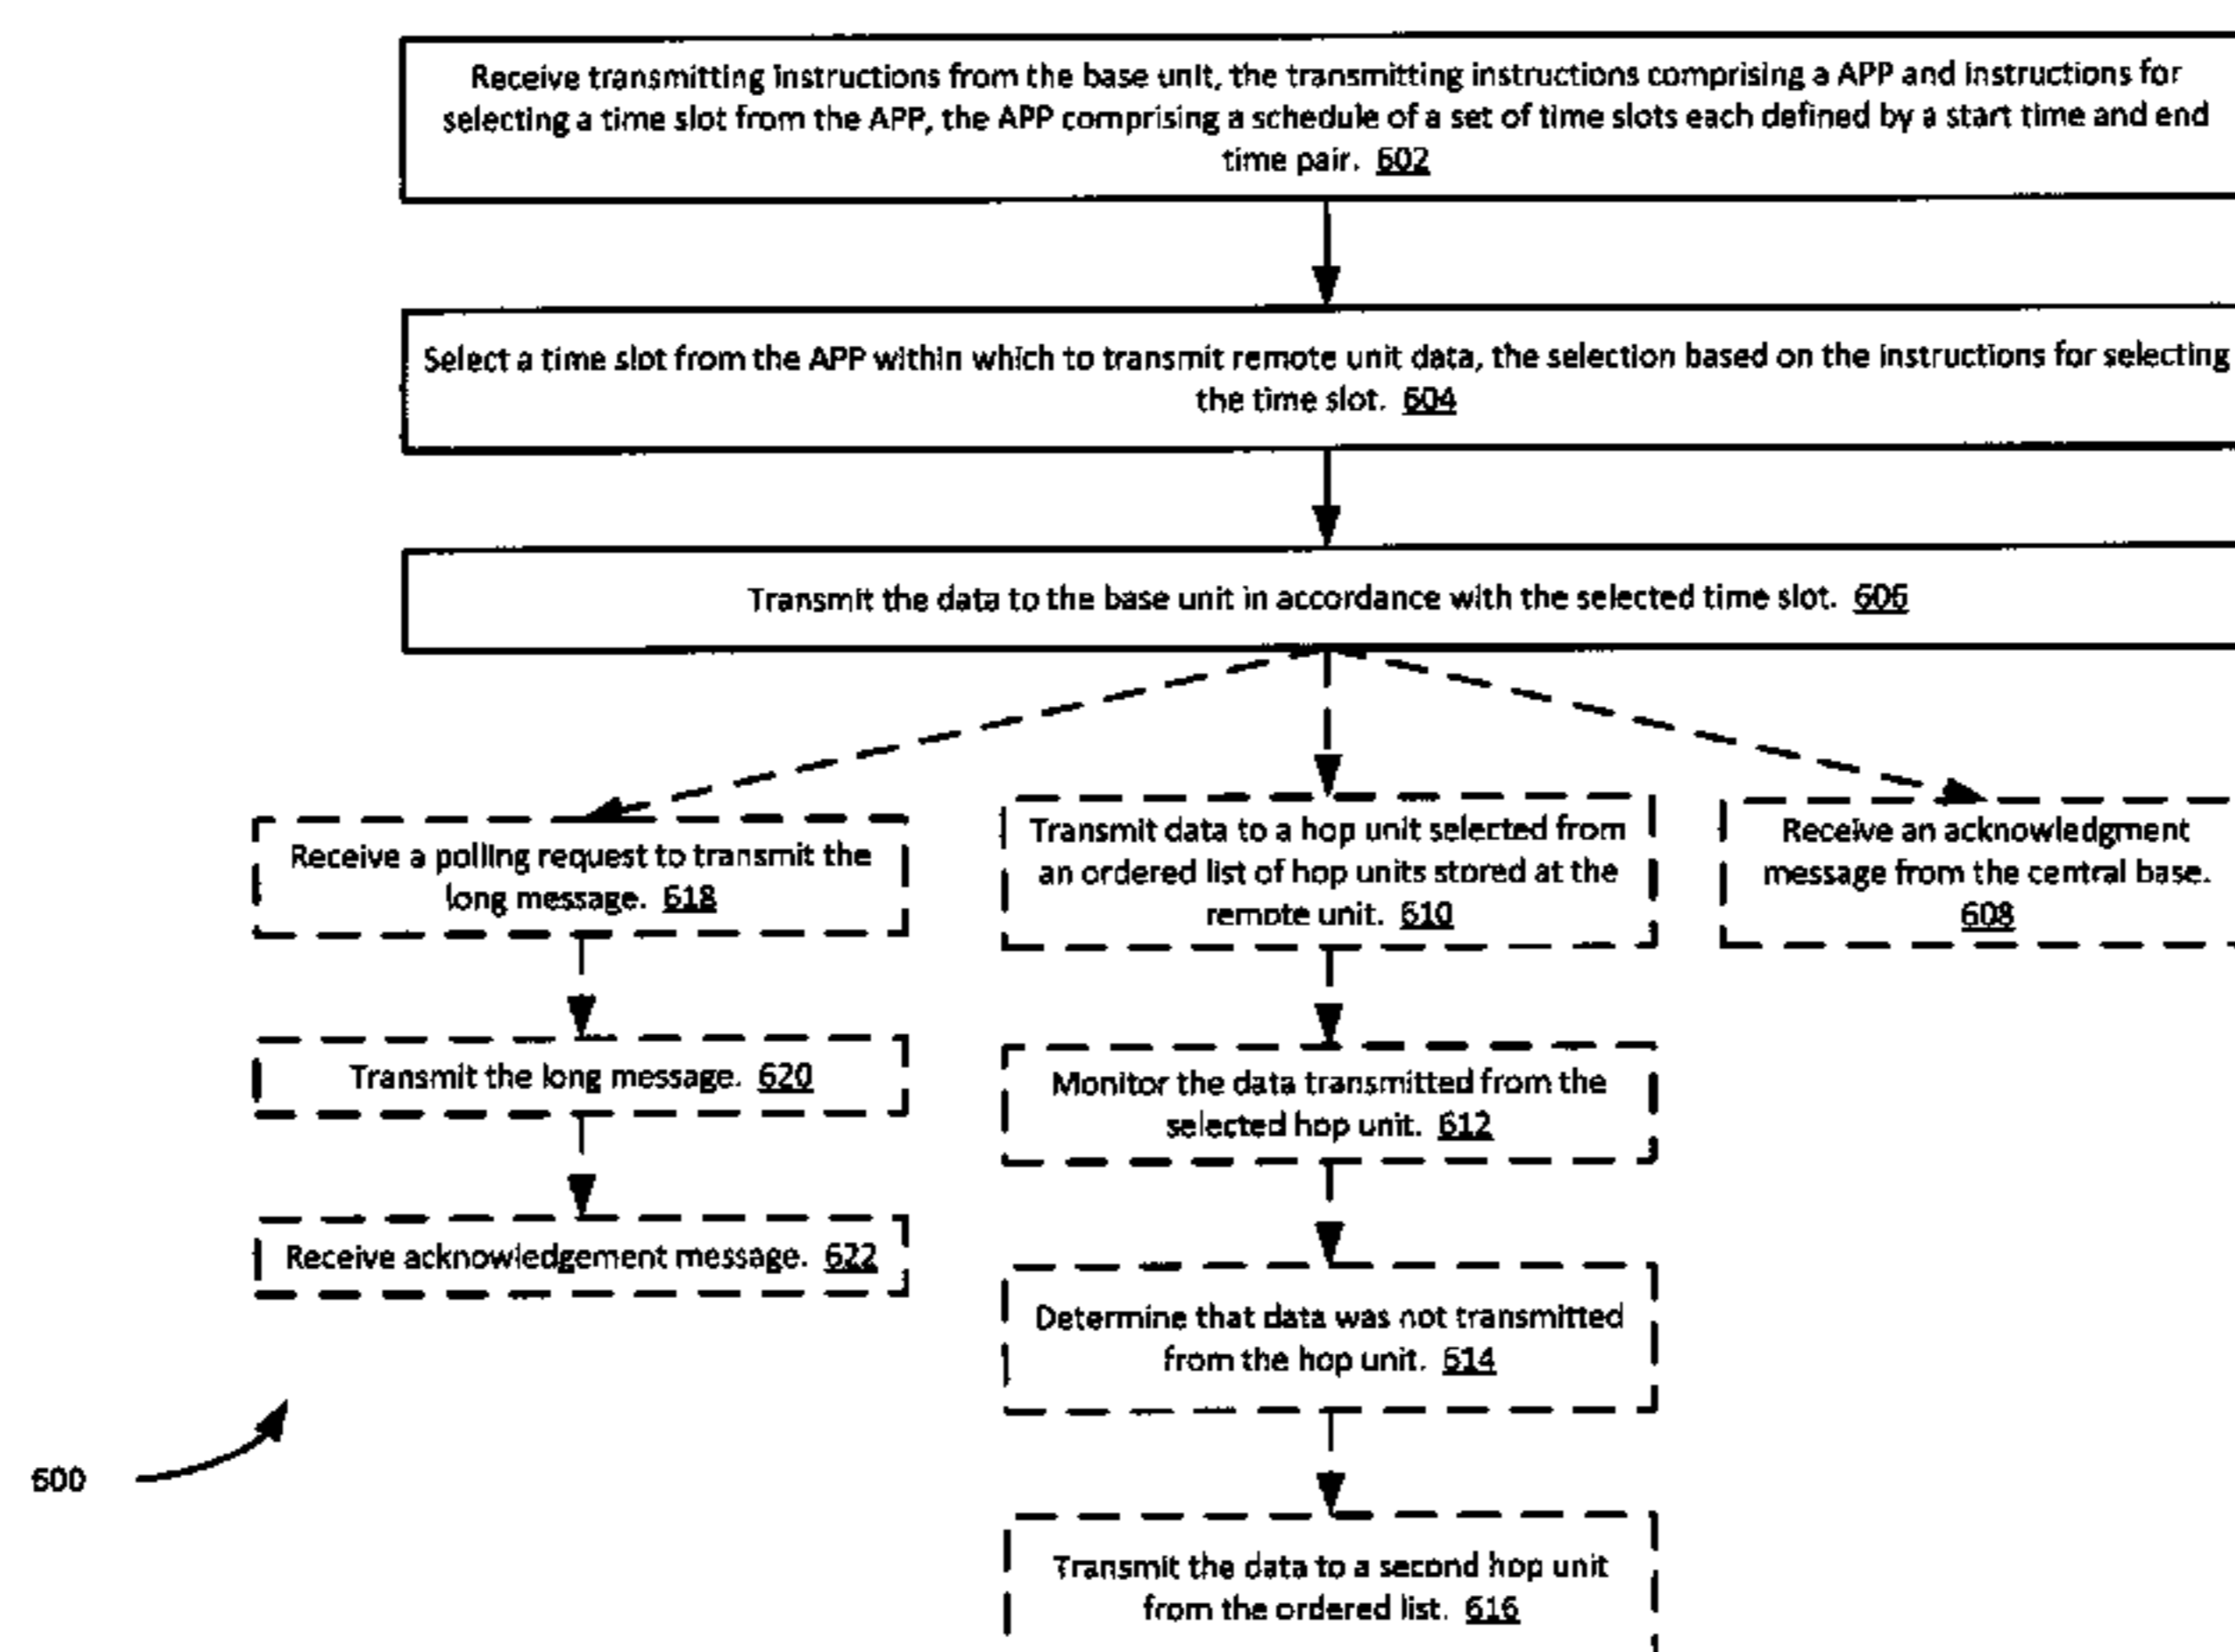 Receive transmitting instructions from the base unit, the transmitting instructions comprising a APP and instructions for
selecting a time slot from the APP, the APP comprising a schedule of a set of time slots each defined by a start time and end
time pair. 602
Select a time slot from the APP within which to transmit remote unit data, the selection based on the instructions for selecting
the time slot. 604
Transmit the data to the base unit in accordance with the selected time slot. 606
Receive a polling request to transmit the
long message. 618
Transmit the long message. 620
Receive acknowledgement message. 622
Transmit data to a hop unit selected from
an ordered list of hop units stored at the
remote unit. 610
Monitor the data transmitted from the
selected hop unit. 612
Determine that data was not transmitted
from the hop unit. 614
Transmit the data to a second hop unit
from the ordered list. 616
Receive an acknowledgment
message from the central base.
608
600